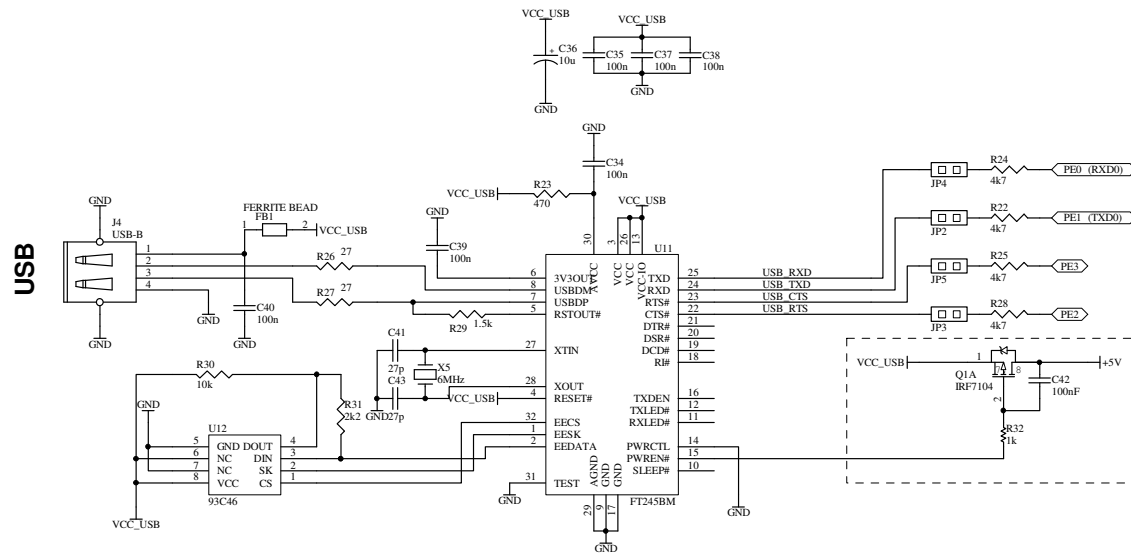 VCC_USB
C36
10u
GND
VCC_USB
C35
100n
C37
100n
C38
100n
GND
GND
C34
100n
VCC_USB
R23
470
VCC_USB
30
3
26
13
U11
AVCC
VCC
VCC
VCC-IO
USB
GND
J4
USB-B
1
2
3
4
GND
FERRITE BEAD
FB1
1
2
VCC_USB
GND
C39
100n
R26
27
R27
27
C40
100n
GND
GND
R29
1.5k
6
3V3OUT
8
USBDM
7
USBDP
5
RSTOUT#
27
XTIN
28
XOUT
4
RESET#
32
EECS
1
EESK
2
EEDATA
31
TEST
25
TXD
24
RXD
23
RTS#
22
CTS#
21
DTR#
20
DSR#
19
DCD#
18
RI#
16
TXDEN
12
TXLED#
11
RXLED#
14
PWRCTL
15
PWREN#
10
SLEEP#
AGND
GND
GND
29
9
17
FT245BM
GND
GND
GND
USB_RXD
USB_TXD
USB_CTS
USB_RTS
JP4
R24
4k7
PE0 (RXD0)
JP2
R22
4k7
PE1 (TXD0)
JP5
R25
4k7
PE3
JP3
R28
4k7
PE2
C41
27p
C43
27p
GND
X5
6MHz
VCC_USB
R30
10k
R31
2k2
GND
U12
5
GND
DOUT
4
6
NC
DIN
3
7
NC
SK
2
8
VCC
CS
1
93C46
VCC_USB
VCC_USB
1
7
8
+5V
Q1A
IRF7104
2
C42
100nF
R32
1k